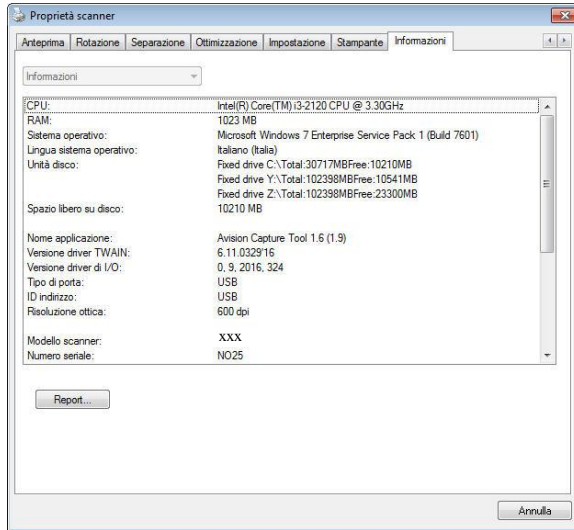 Proprietà scanner
Anteprima Rotazione Separazione Ottimizzazione Impostazione Stampante Informazioni
Informazioni
CPU: Intel(R) Core(TM) i3-2120 CPU @ 3.30GHz
RAM: 1023 MB
Sistema operativo: Microsoft Windows 7 Enterprise Service Pack 1 (Build 7601)
Lingua sistema operativo: Italiano (Italia)
Unità disco: Fixed drive C:\Total:30717MBFree:10210MB
Fixed drive Y:\Total:102398MBFree:10541MB
Fixed drive Z:\Total:102398MBFree:23300MB
Spazio libero su disco: 10210 MB
Nome applicazione: Avision Capture Tool 1.6 (1.9)
Versione driver TWAIN: 6.11.0329'16
Versione driver di I/O: 0, 9, 2016, 324
Tipo di porta: USB
ID indirizzo: USB
Risoluzione ottica: 600 dpi
Modello scanner: XXX
Numero seriale: NO25
Report...
Annulla